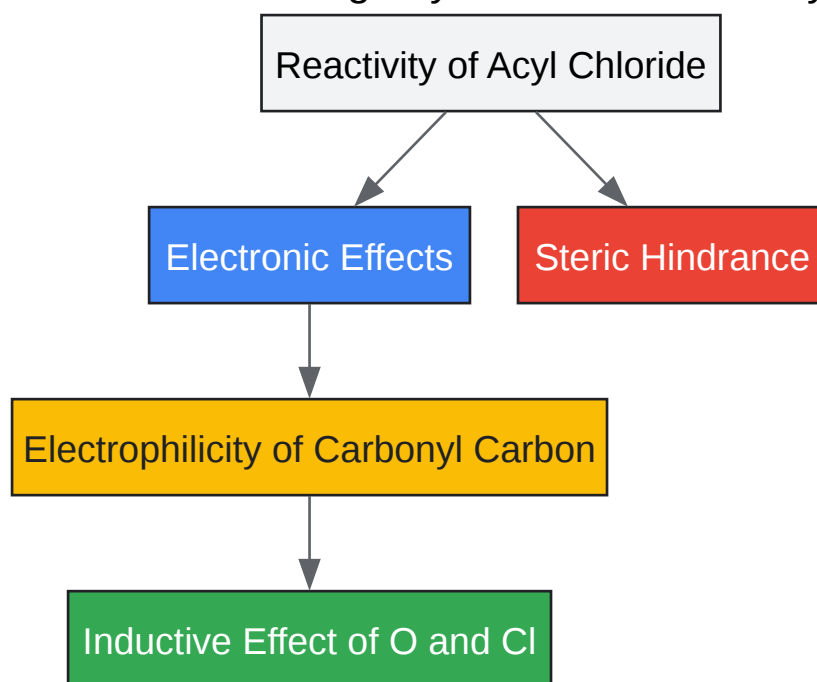 Reactivity of Acyl Chloride
Electronic Effects
Steric Hindrance
Electrophilicity of Carbonyl Carbon
Inductive Effect of O and Cl